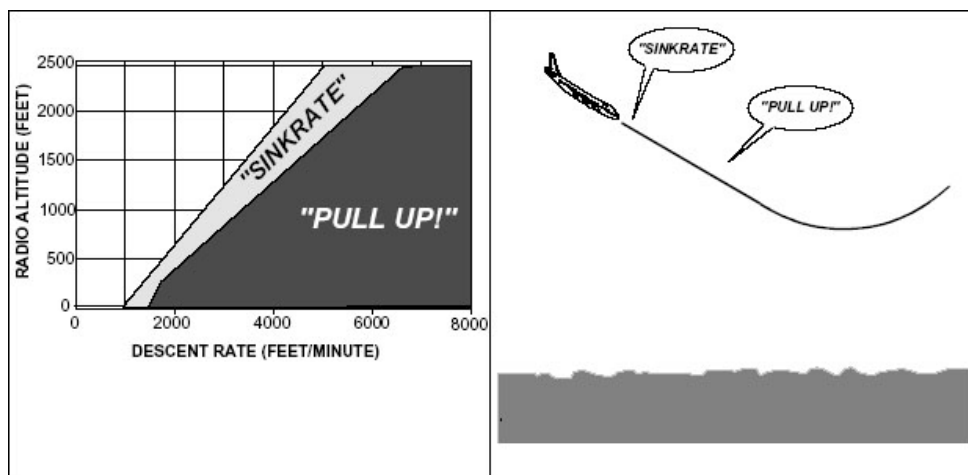 2500
2000
1500
1000
500
0
RADIO ALTITUDE (FEET)
"SINKRATE"
"PULL UP!"
0 2000 4000 6000 8000
DESCENT RATE (FEET/MINUTE)
"SINKRATE"
"PULL UP!"